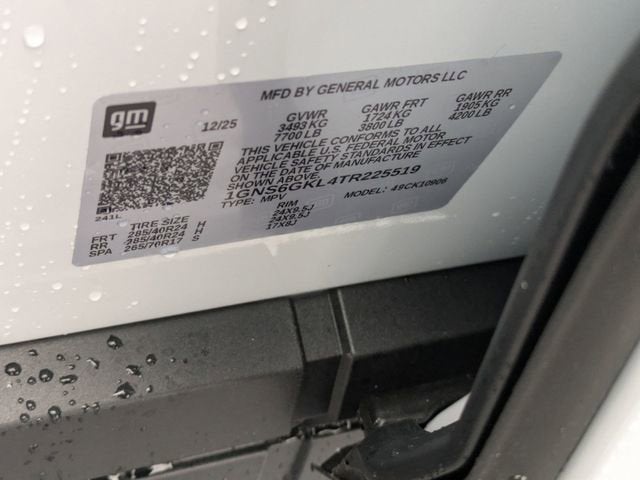 MFD BY GENERAL MOTORS LLC
gm
12/25
GVWR GAWR FRT GAWR RR
3493 KG 1724 KG 1905 KG
7700 LB 3800 LB 4200 LB
THIS VEHICLE CONFORMS TO ALL
APPLICABLE U.S. FEDERAL MOTOR
VEHICLE SAFETY STANDARDS IN EFFECT
ON THE DATE OF MANUFACTURE
SHOWN ABOVE.
1GNS6GKL4TR225519
TYPE: MPV MODEL: 49CK10906
241L
TIRE SIZE RIM
FRT 285/40R24 H 24X9.5J
RR 285/40R24 H 24X9.5J
SPA 265/70R17 S 17X8J